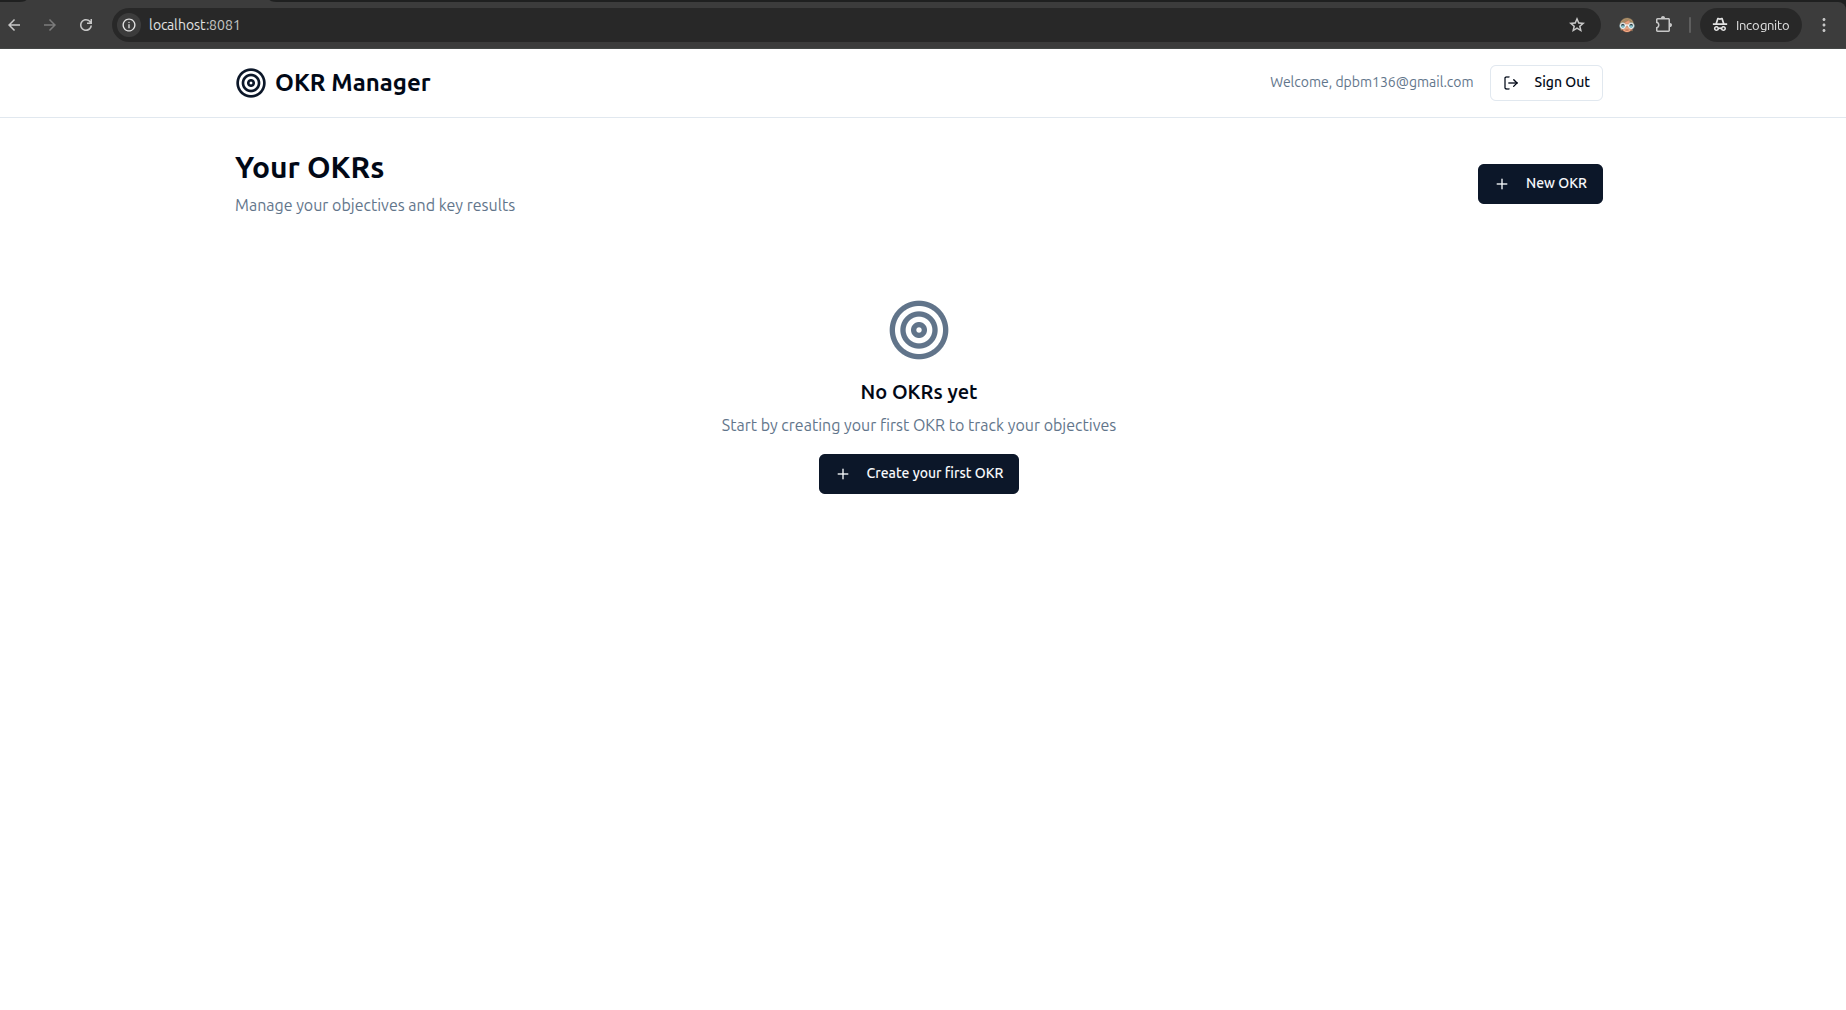 localhost:8081
Incognito
OKR Manager
Welcome, dpbm136@gmail.com
Sign Out
Your OKRs
Manage your objectives and key results
New OKR
No OKRs yet
Start by creating your first OKR to track your objectives
Create your first OKR